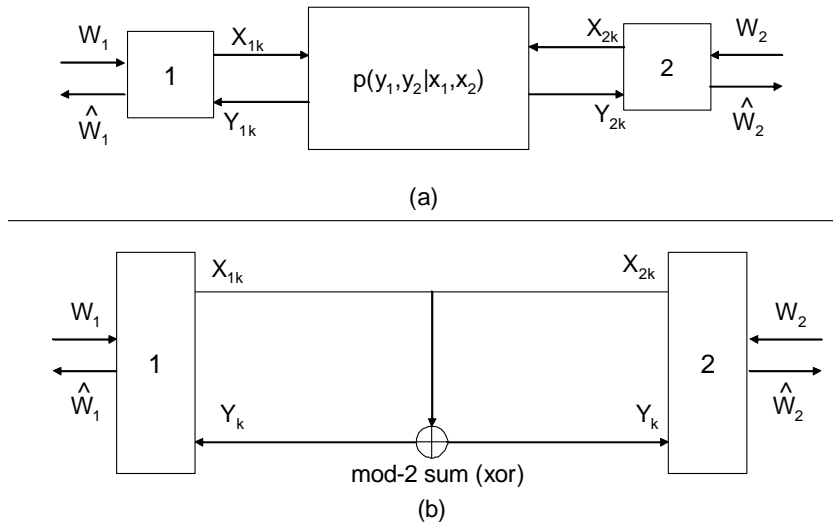 W₁ X₁ₖ X₂ₖ W₂
1 p(y₁,y₂|x₁,x₂) 2
Ŵ₁ Y₁ₖ Y₂ₖ Ŵ₂
(a)
X₁ₖ X₂ₖ
W₁ W₂
1 2
Ŵ₁ Ŵ₂
Yₖ Yₖ
mod-2 sum (xor)
(b)